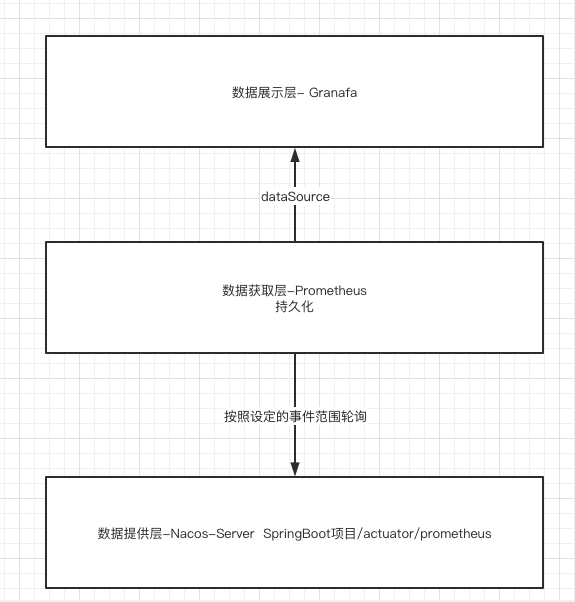 数据展示层- Granafa
dataSource
数据获取层-Prometheus
持久化
按照设定的事件范围轮询
数据提供层-Nacos-Server  SpringBoot项目/actuator/prometheus